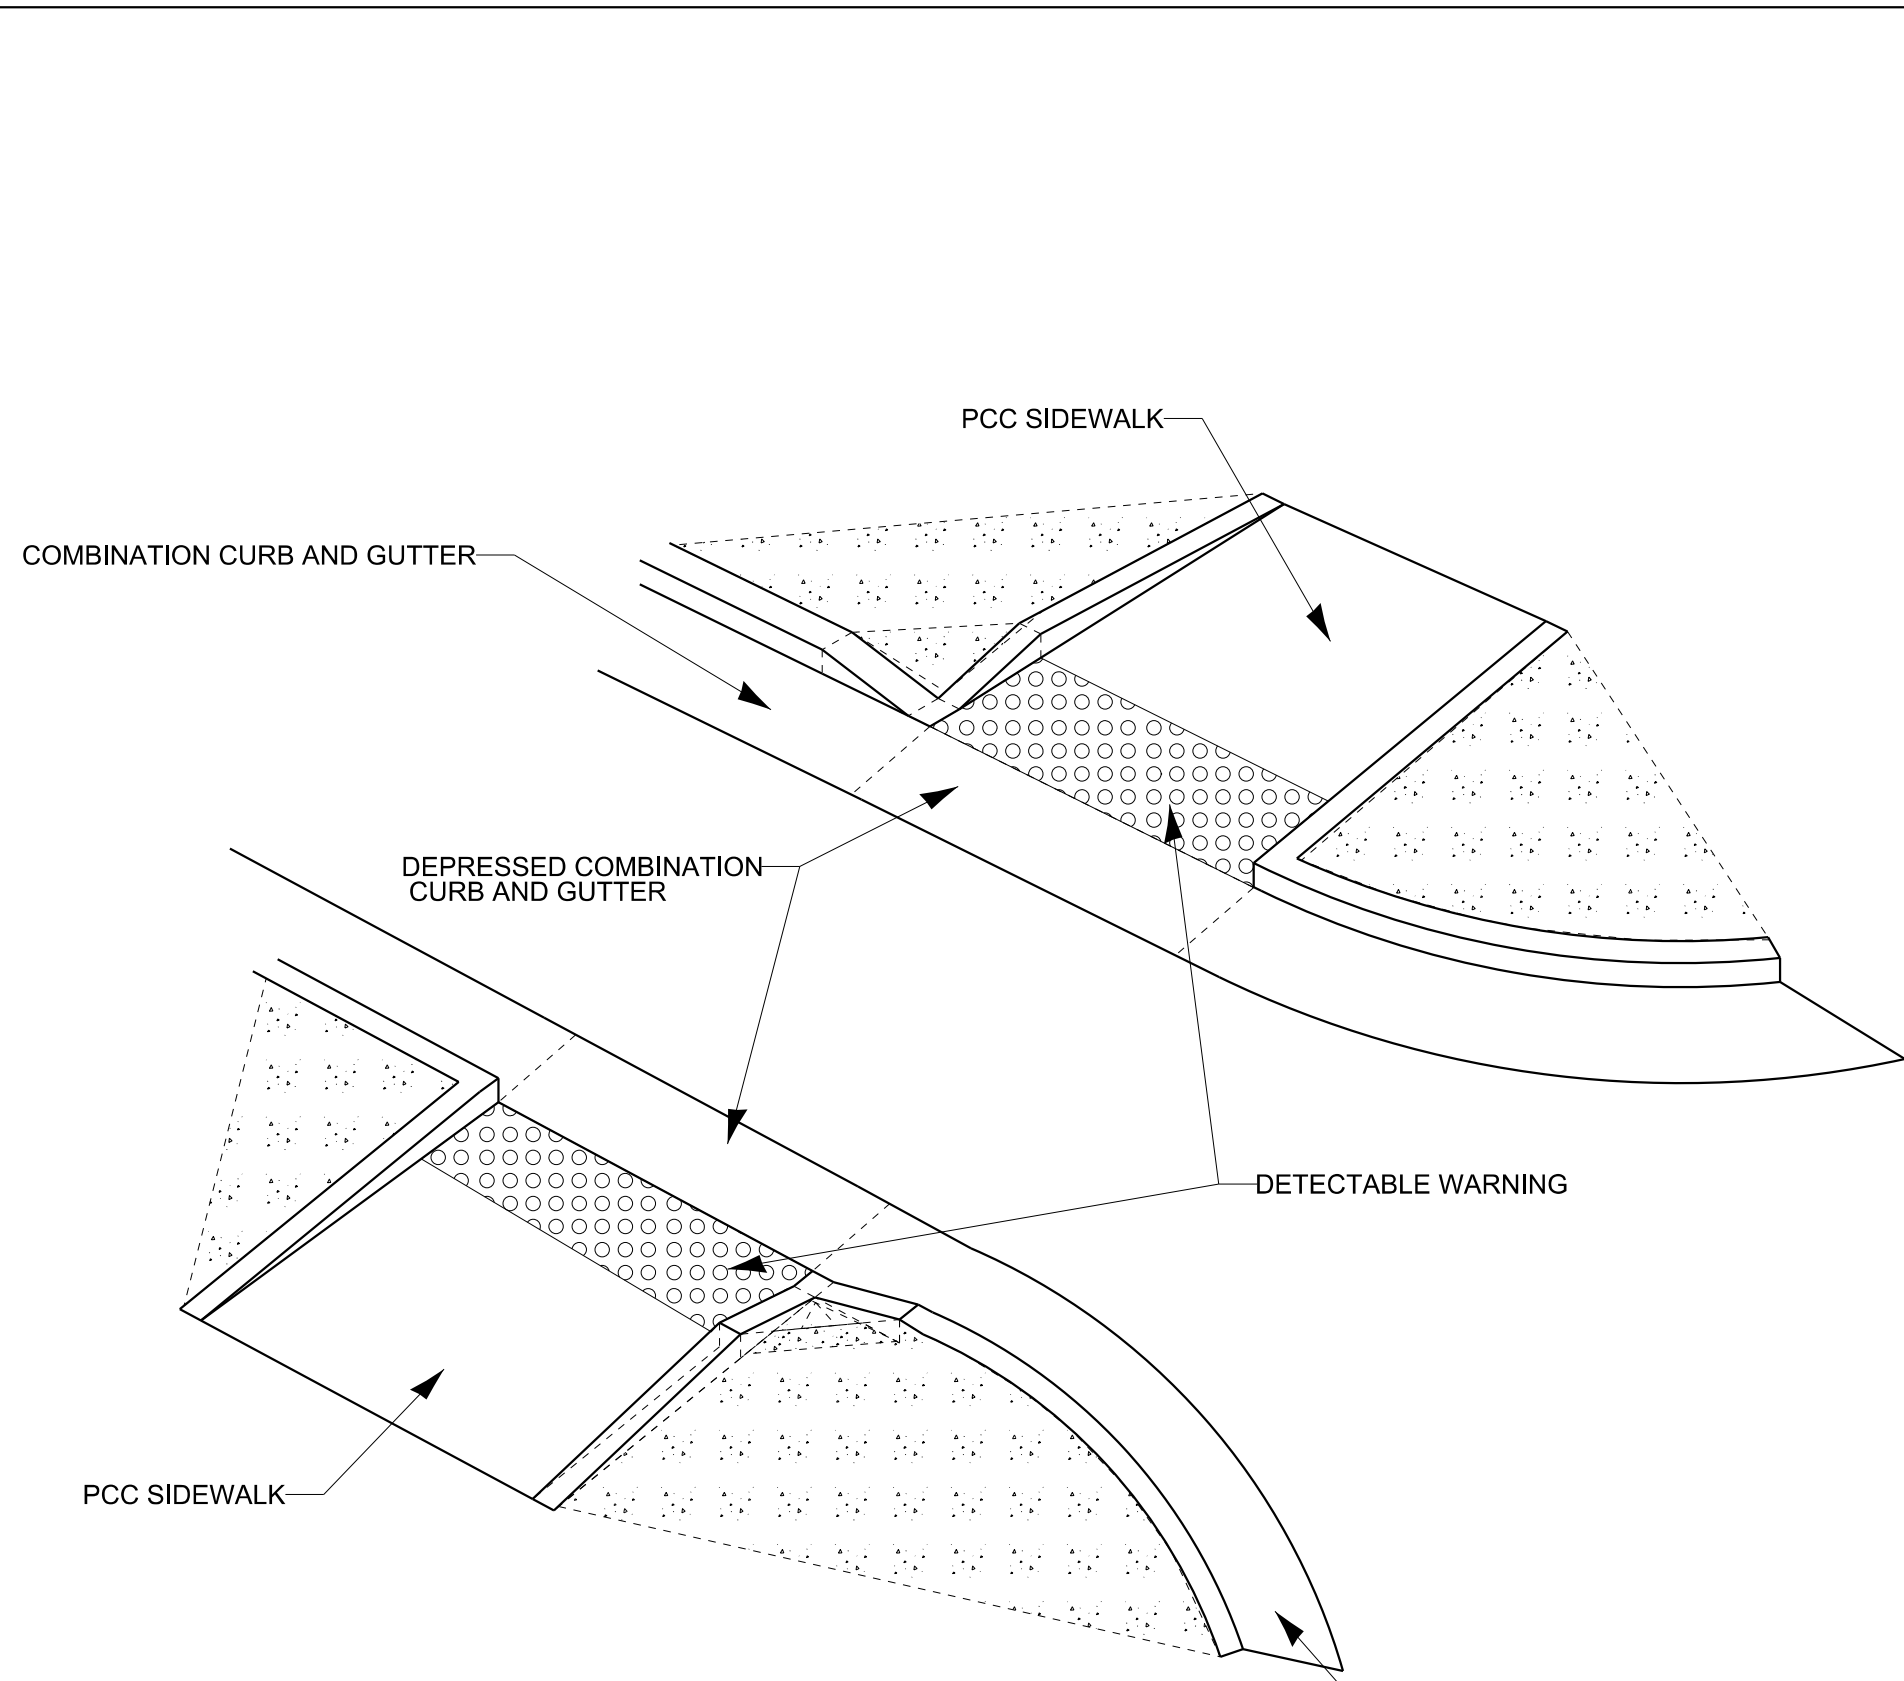 PCC SIDEWALK
COMBINATION CURB AND GUTTER
DEPRESSED COMBINATION
CURB AND GUTTER
DETECTABLE WARNING
PCC SIDEWALK